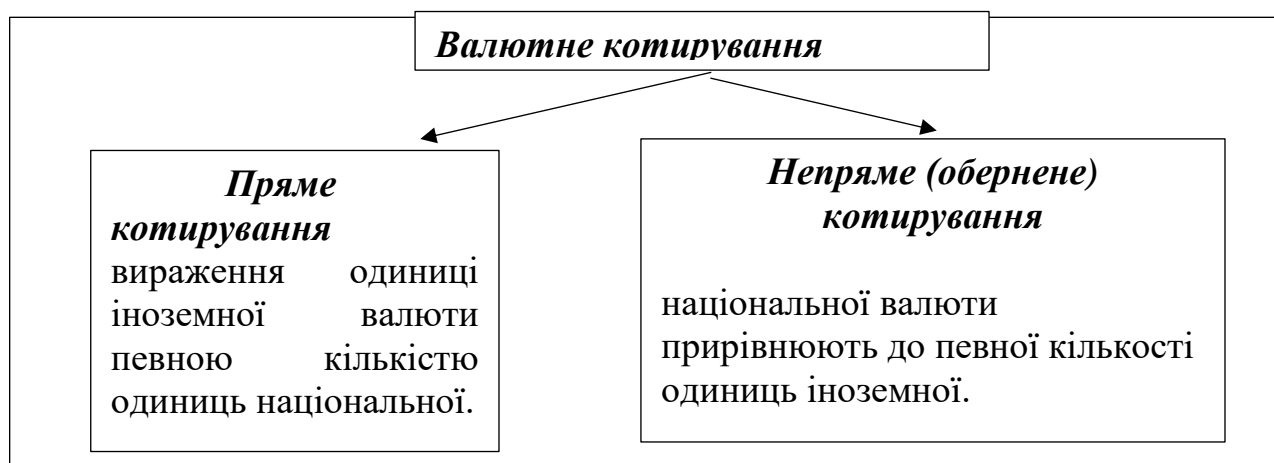 Валютне котирування
Пряме
котирування
вираження одиниці
іноземної валюти
певною кількістю
одиниць національної.
Непряме (обернене)
котирування
національної валюти
прирівнюють до певної кількості
одиниць іноземної.